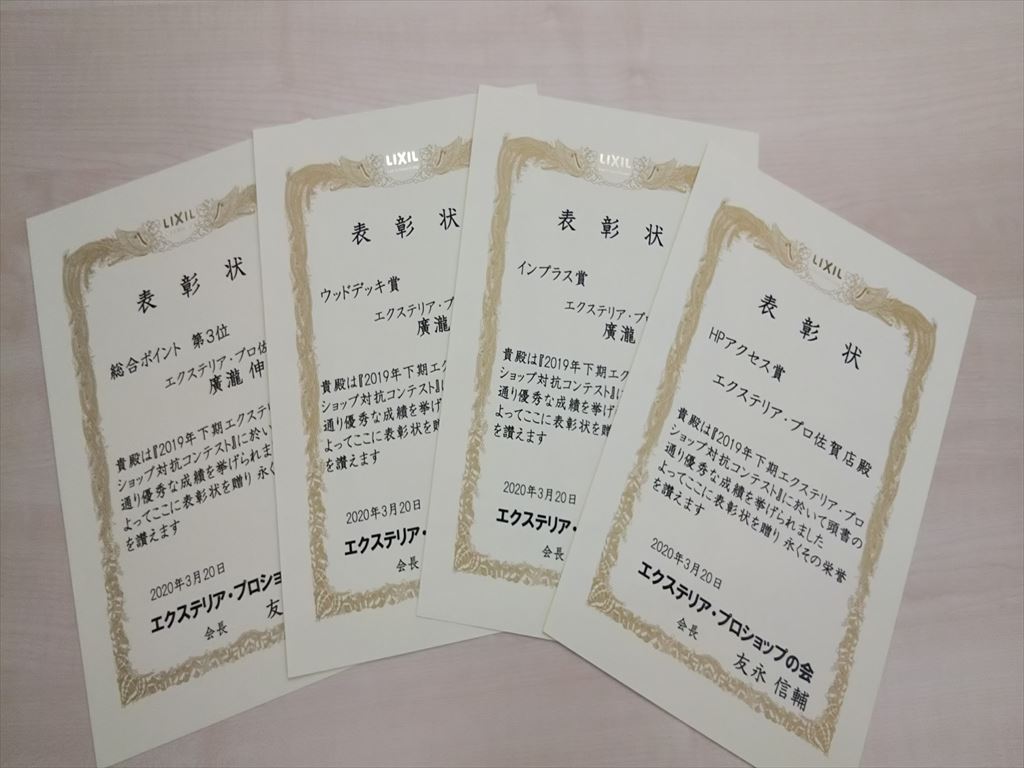 LIXIL
表彰状
総合ポイント 第3位
エクステリア・プロ佐
廣瀧 伸
貴殿は『2019年下期エクステリ
ショップ対抗コンテスト』に於い
通り優秀な成績を挙げられま
よってここに表彰状を贈り 永く
を讃えます
2020年3月20日
エクステリア・プロショ
会長
友
LIXIL
表彰状
ウッドデッキ賞
エクステリア・プ
廣瀧
貴殿は『2019年下期エク
ショップ対抗コンテスト』
通り優秀な成績を挙げ
よってここに表彰状を贈
を讃えます
2020年3月20日
エクステリア・
会長
LIXIL
表彰状
インプラス賞
エクステリア・プ
廣瀧
貴殿は『2019年下期エク
ショップ対抗コンテスト』に
通り優秀な成績を挙げ
よってここに表彰状を贈
を讃えます
2020年3月20日
エクステリア・
会長
LIXIL
表彰状
HPアクセス賞
エクステリア・プロ佐賀店殿
貴殿は『2019年下期エクステリア・プロ
ショップ対抗コンテスト』に於いて頭書の
通り優秀な成績を挙げられました
よってここに表彰状を贈り 永くその栄誉
を讃えます
2020年3月20日
エクステリア・プロショップの会
会長
友永 信輔